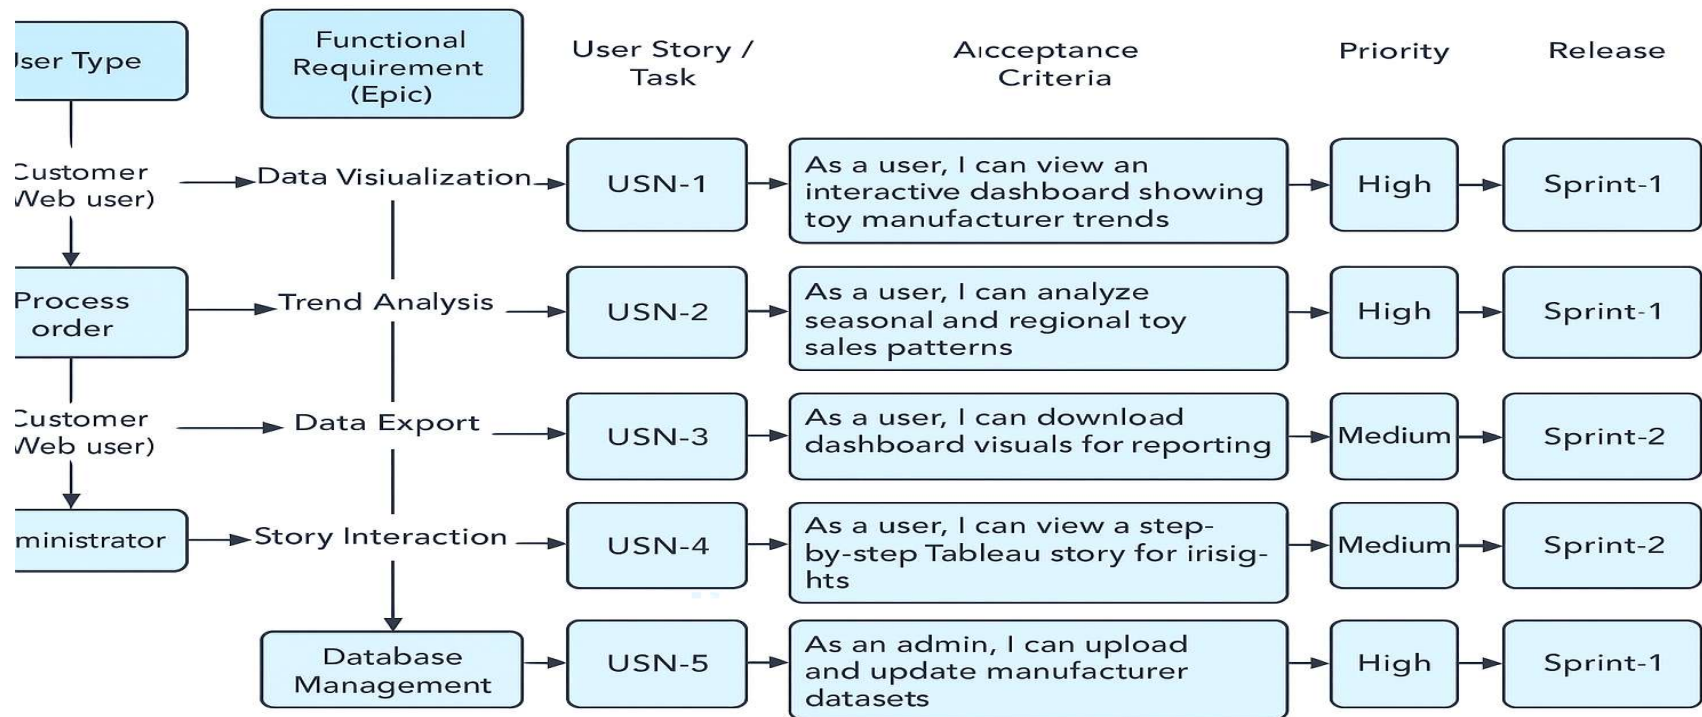 User Type
Functional
Requirement
(Epic)
User Story /
Task
Aıcceptance
Criteria
Priority
Release
Customer
Web user)
Data Visiualization
USN-1
As a user, I can view an
interactive dashboard showing
toy manufacturer trends
High
Sprint-1
Process
order
Trend Analysis
USN-2
As a user, I can analyze
seasonal and regional toy
sales patterns
High
Sprint-1
Customer
Web user)
Data Export
USN-3
As a user, I can download
dashboard visuals for reporting
Medium
Sprint-2
ministrator
Story Interaction
USN-4
As a user, I can view a step-
by-step Tableau story for irisig-
hts
Medium
Sprint-2
Database
Management
USN-5
As an admin, I can upload
and update manufacturer
datasets
High
Sprint-1